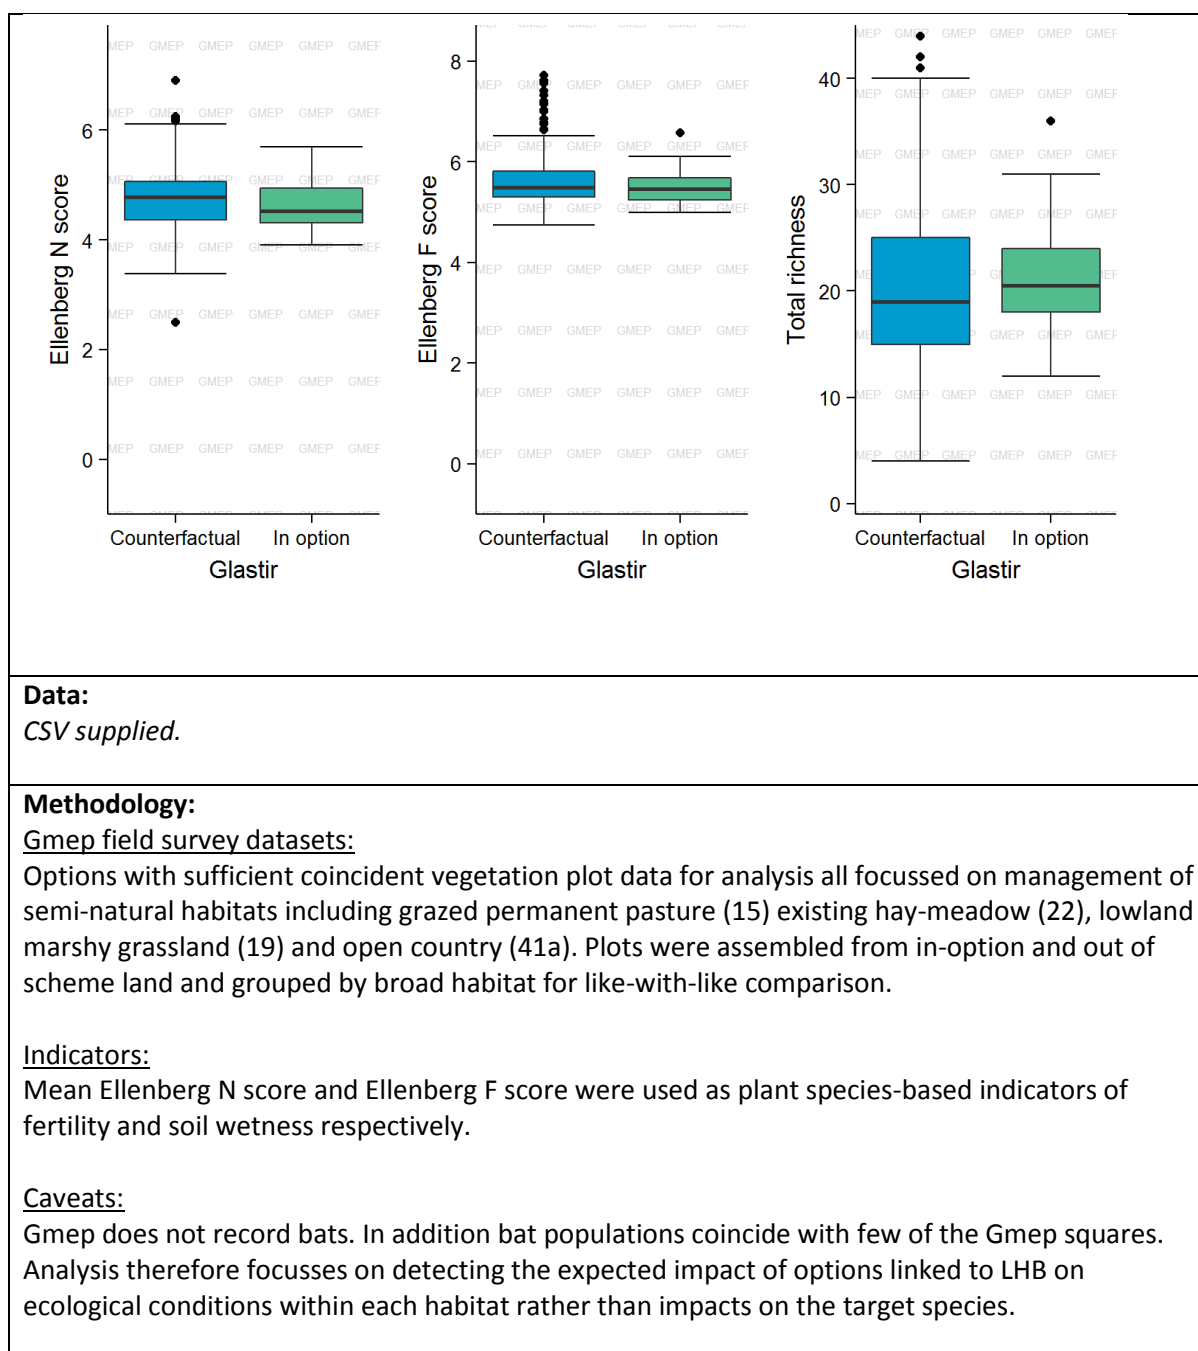 Ellenberg N score
6
4
2
0
Counterfactual In option
Glastir
Ellenberg F score
8
6
4
2
0
Counterfactual In option
Glastir
Total richness
40
30
20
10
0
Counterfactual In option
Glastir
GMEP GMEP GMEP GMEP
Data:
CSV supplied.
Methodology:
Gmep field survey datasets:
Options with sufficient coincident vegetation plot data for analysis all focussed on management of
semi-natural habitats including grazed permanent pasture (15) existing hay-meadow (22), lowland
marshy grassland (19) and open country (41a). Plots were assembled from in-option and out of
scheme land and grouped by broad habitat for like-with-like comparison.
Indicators:
Mean Ellenberg N score and Ellenberg F score were used as plant species-based indicators of
fertility and soil wetness respectively.
Caveats:
Gmep does not record bats. In addition bat populations coincide with few of the Gmep squares.
Analysis therefore focusses on detecting the expected impact of options linked to LHB on
ecological conditions within each habitat rather than impacts on the target species.